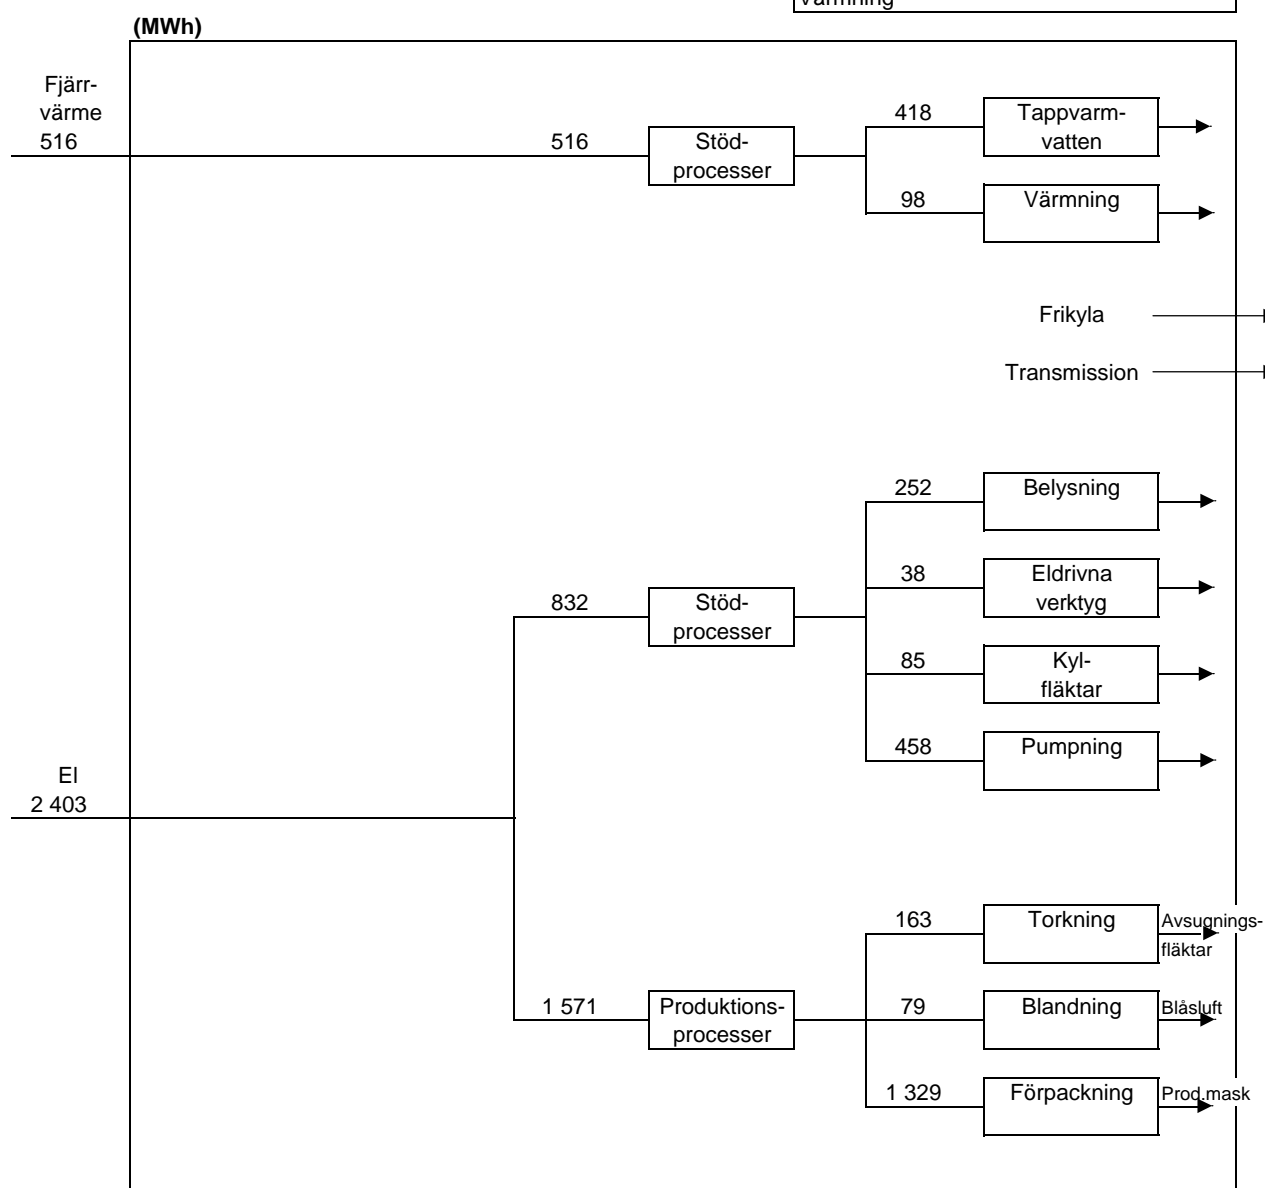 Värmning
(MWh)
Fjärr-
värme
516
516
Stöd-
processer
418
Tappvarm-
vatten
98
Värmning
Frikyla
Transmission
252
Belysning
38
Eldrivna
verktyg
832
Stöd-
processer
85
Kyl-
fläktar
458
Pumpning
El
2 403
163
Torkning
Avsugnings-
fläktar
1 571
Produktions-
processer
79
Blandning
Blåsluft
1 329
Förpackning
Prod.mask